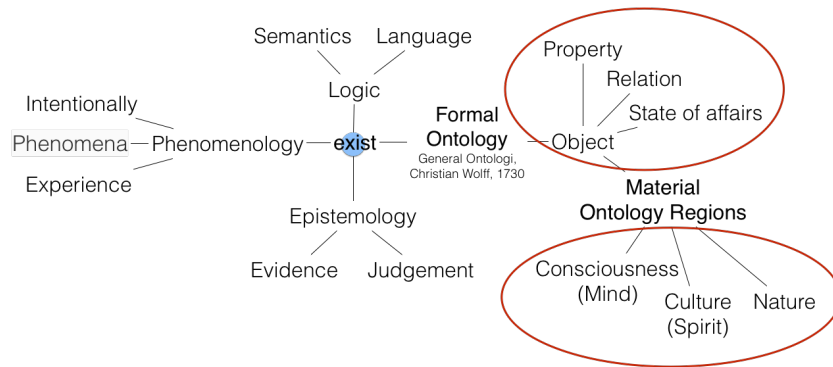 Semantics
Language
Logic
Intentionally
Phenomena
Experience
Phenomenology
exist
Epistemology
Evidence
Judgement
Formal
Ontology
General Ontologi,
Christian Wolff, 1730
Property
Relation
State of affairs
Object
Material
Ontology Regions
Consciousness
(Mind)
Culture
(Spirit)
Nature